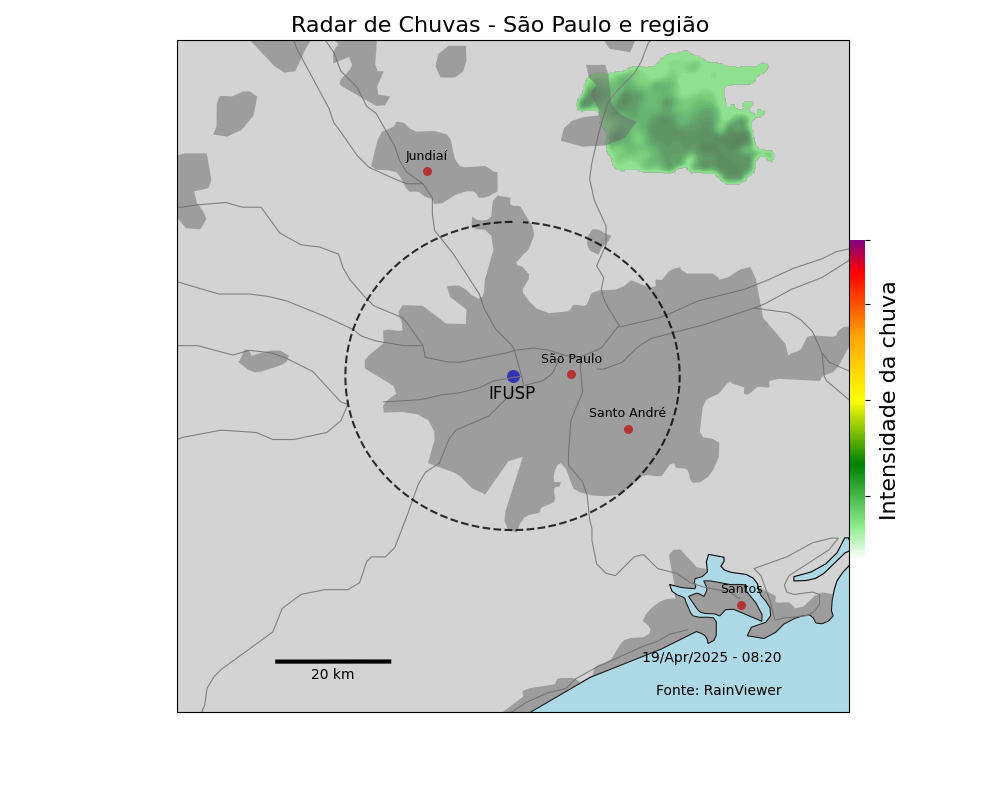 Radar de Chuvas - São Paulo e região
Jundiaí
São Paulo
IFUSP
Santo André
Intensidade da chuva
Santos
19/Apr/2025 - 08:20
20 km
Fonte: RainViewer